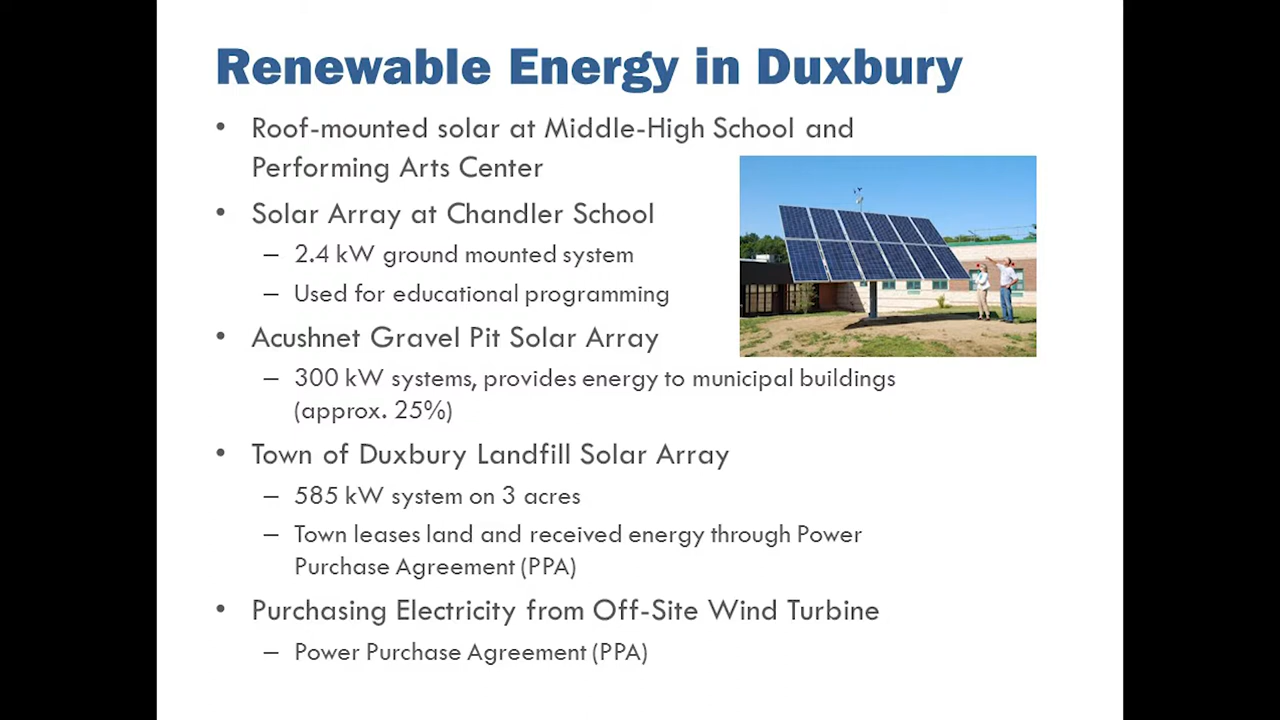 Renewable Energy in Duxbury
• Roof-mounted solar at Middle-High School and
Performing Arts Center
• Solar Array at Chandler School
– 2.4 kW ground mounted system
– Used for educational programming
• Acushnet Gravel Pit Solar Array
– 300 kW systems, provides energy to municipal buildings
(approx. 25%)
• Town of Duxbury Landfill Solar Array
– 585 kW system on 3 acres
– Town leases land and received energy through Power
Purchase Agreement (PPA)
• Purchasing Electricity from Off-Site Wind Turbine
– Power Purchase Agreement (PPA)